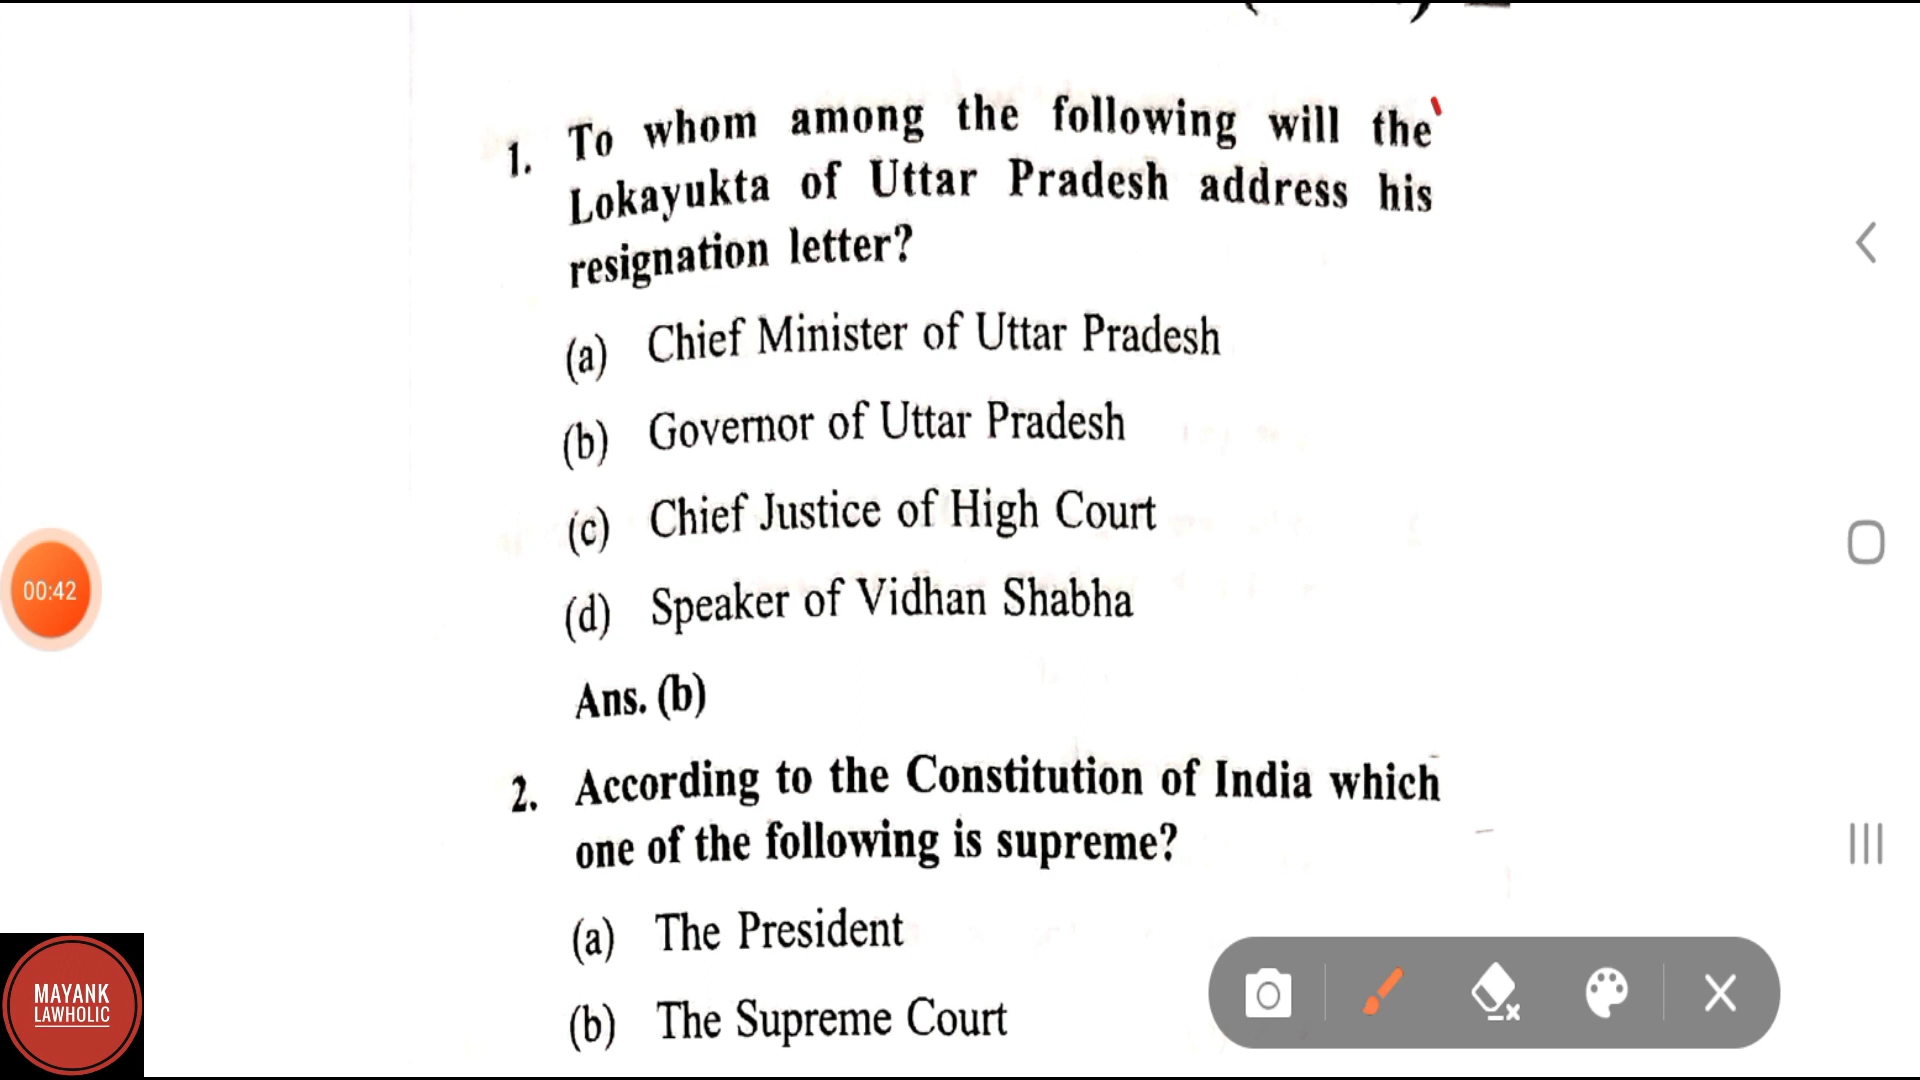 1. To whom among the following will the
Lokayukta of Uttar Pradesh address his
resignation letter?
(a) Chief Minister of Uttar Pradesh
(b) Governor of Uttar Pradesh
(c) Chief Justice of High Court
(d) Speaker of Vidhan Shabha
Ans. (b)
2. According to the Constitution of India which
one of the following is supreme?
(a) The President
(b) The Supreme Court
00:42
MAYANK
LAWHOLIC